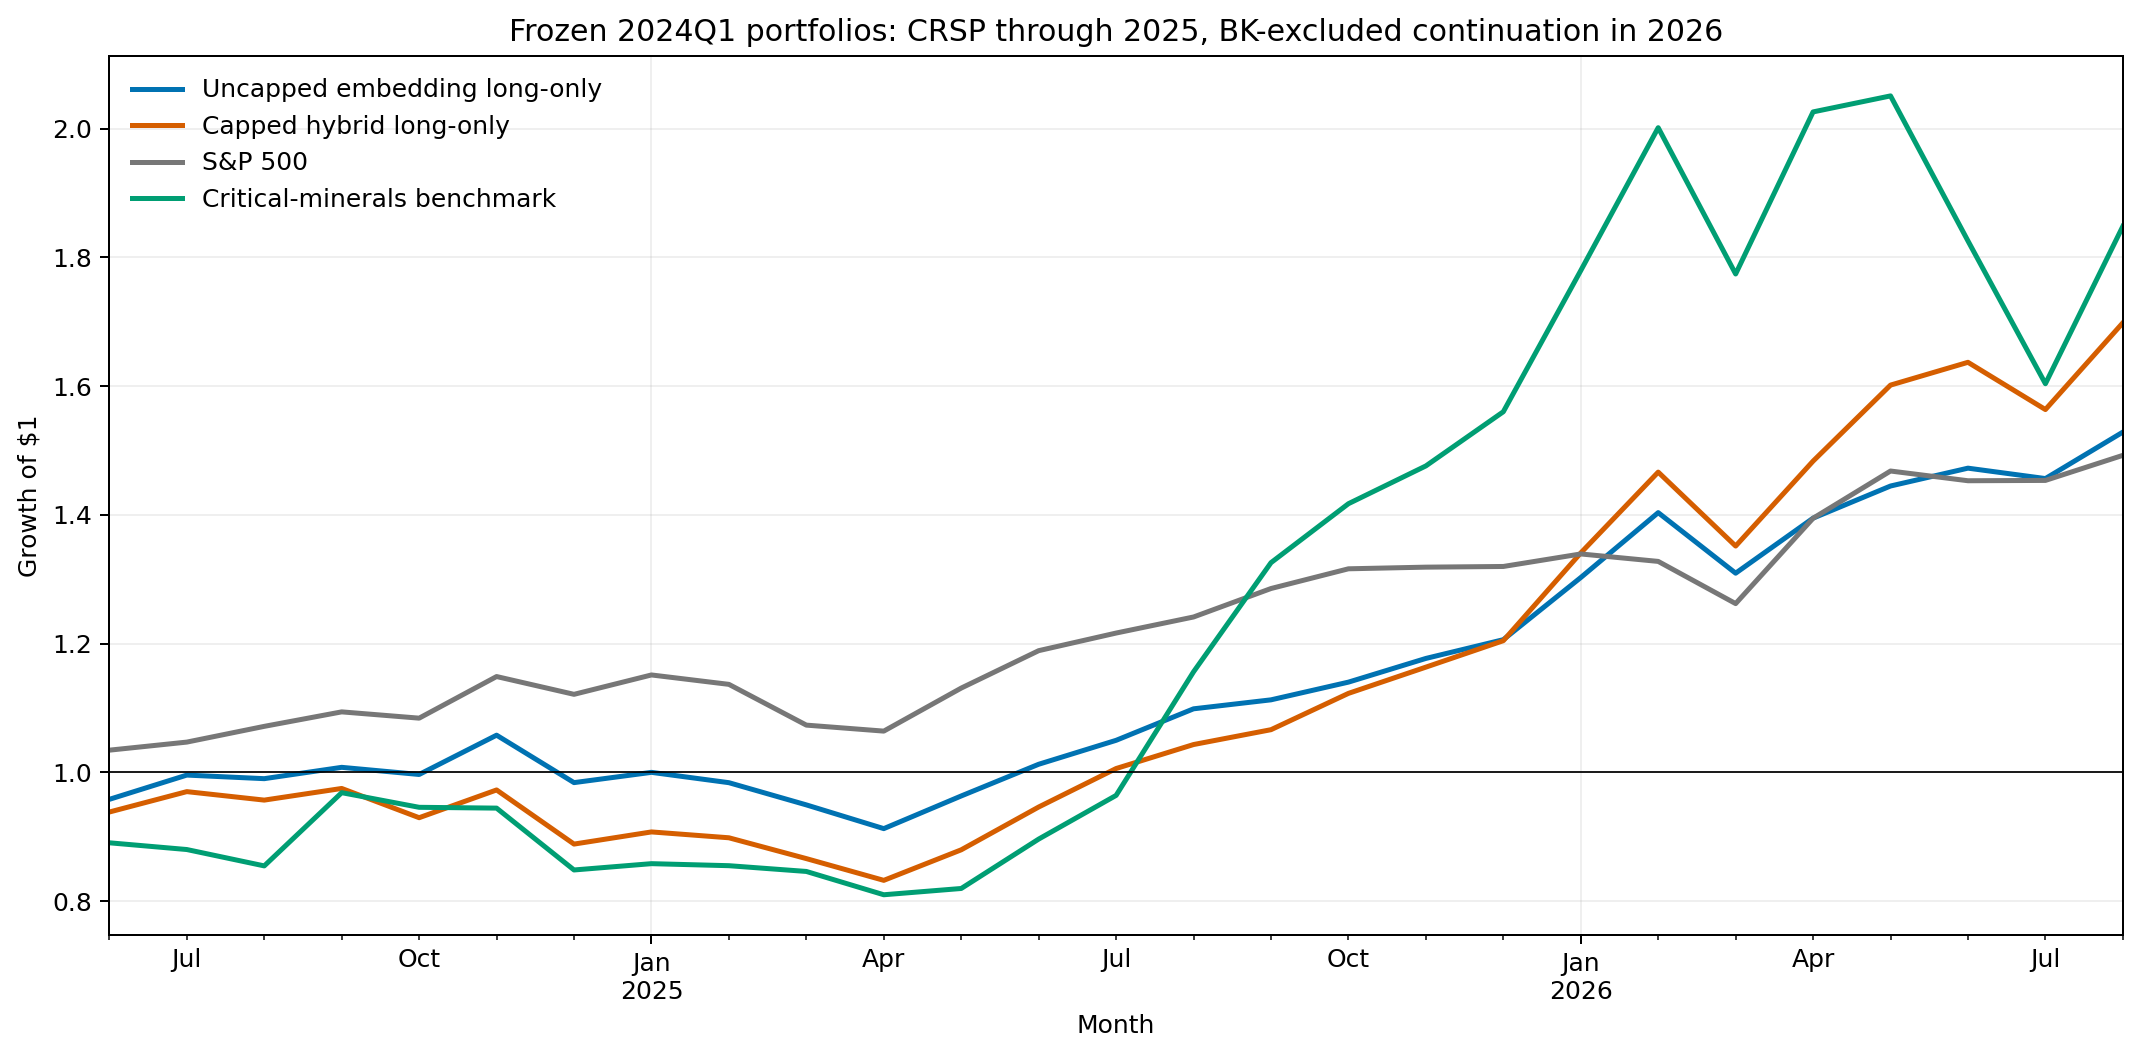 Frozen 2024Q1 portfolios: CRSP through 2025, BK-excluded continuation in 2026
Uncapped embedding long-only
Capped hybrid long-only
S&P 500
Critical-minerals benchmark
2.0
1.8
1.6
1.4
1.2
1.0
0.8
Growth of $1
Jul Oct Jan Apr Jul Oct Jan Apr Jul
2025 2026
Month